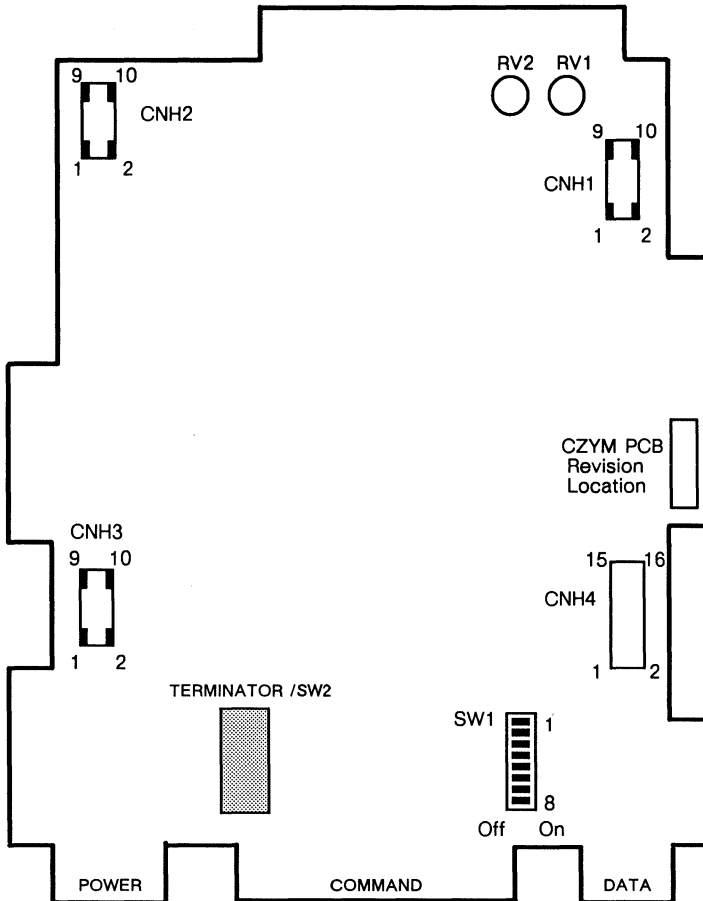 RV2 RV1
9 10
CNH2
1 2
9 10
CNH1
1 2
CZYM PCB
Revision
Location
CNH3
9 10
1 2
15 16
CNH4
1 2
TERMINATOR /SW2
SW1
1
8
Off On
POWER
COMMAND
DATA